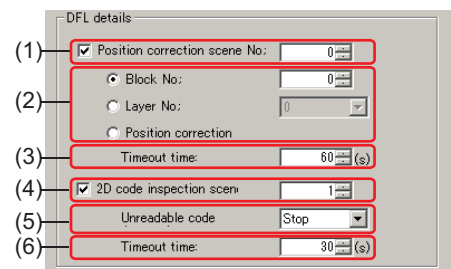 DFL details
(1) Position correction scene No: 0
(2) Block No: 0
Layer No: 0
Position correction
(3) Timeout time: 60 (s)
(4) 2D code inspection scen
1
(5) Unreadable code Stop
(6) Timeout time: 30 (s)